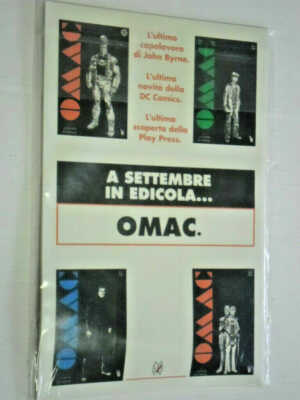 OMAC
OMAC
L'ultimo
capolavoro
di John Byrne.
L'ultima
novità della
DC Comics.
L'ultima
scoperta della
Play Press.
A SETTEMBRE
IN EDICOLA...
OMAC.
OMAC
OMAC